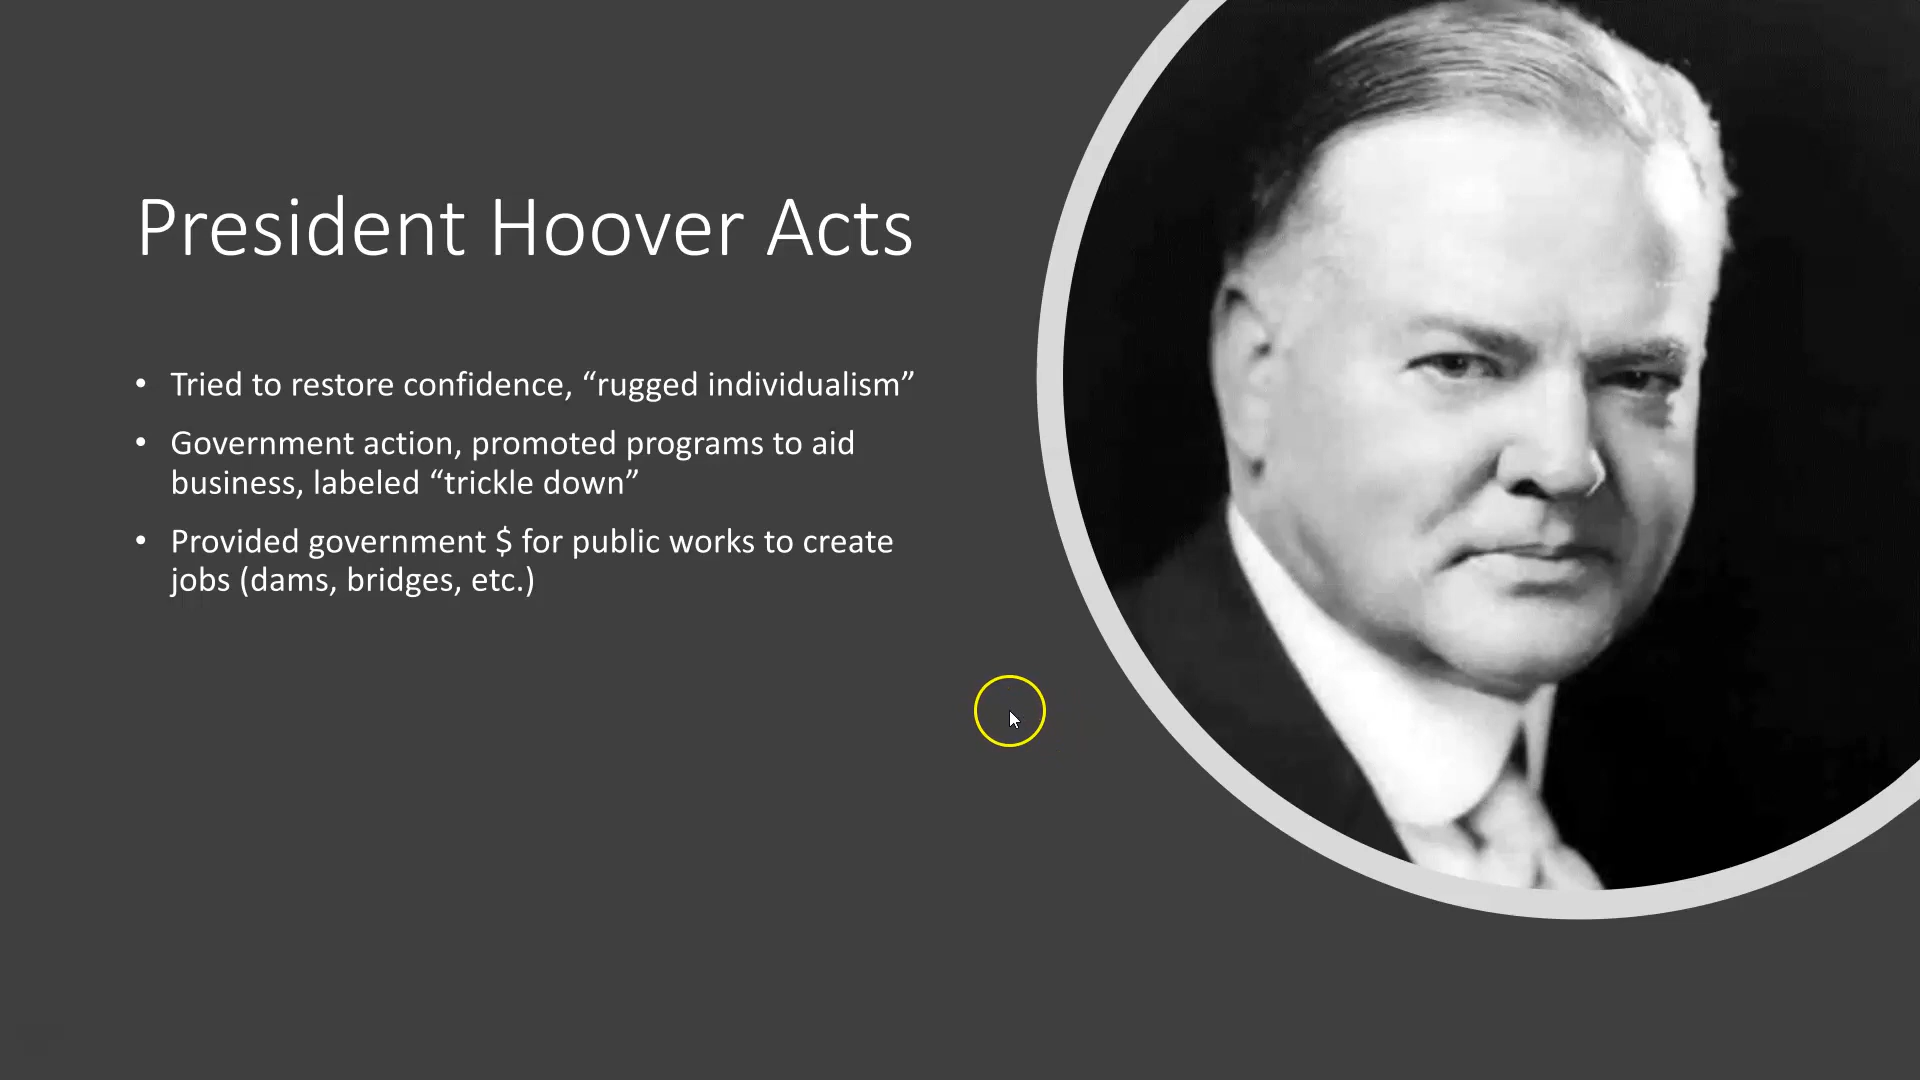 President Hoover Acts
• Tried to restore confidence, “rugged individualism”
• Government action, promoted programs to aid
business, labeled “trickle down”
• Provided government $ for public works to create
jobs (dams, bridges, etc.)